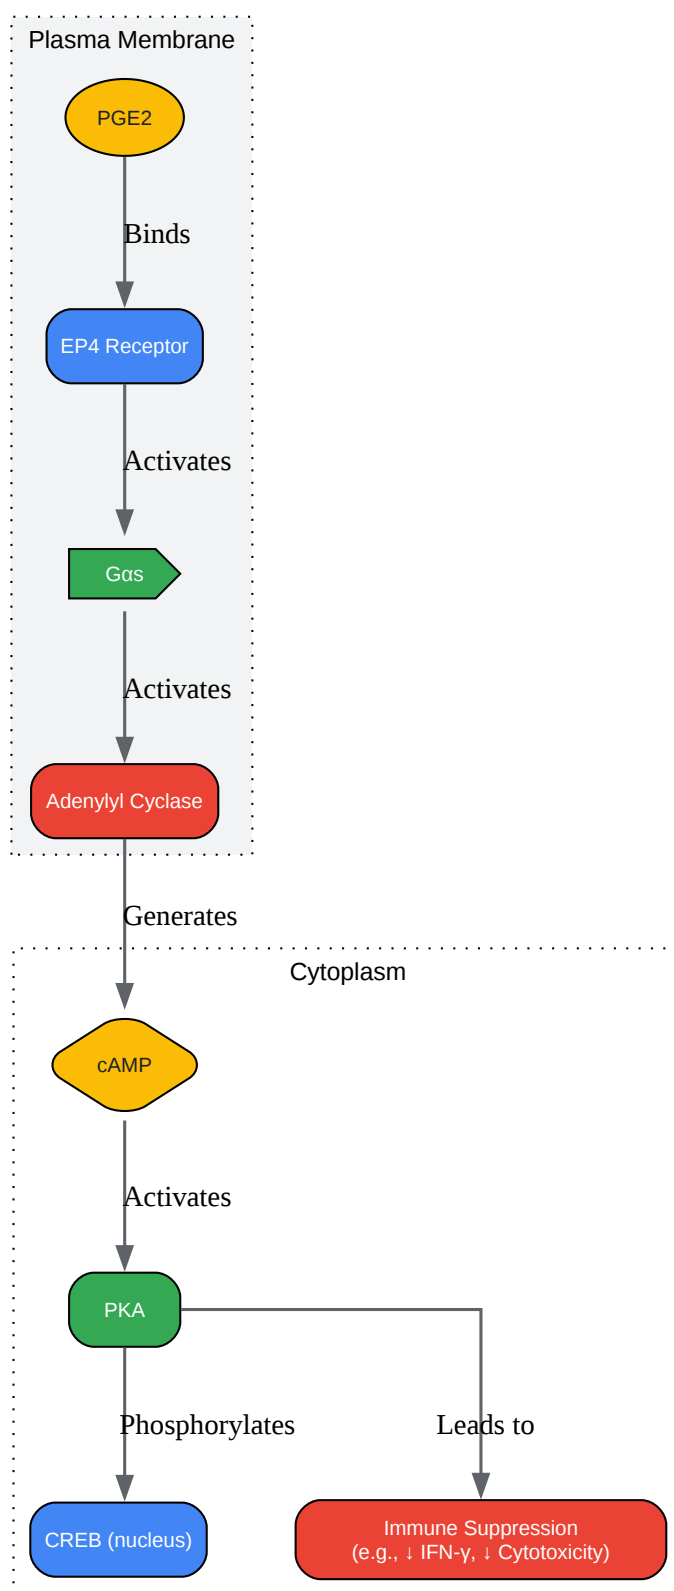 Plasma Membrane
PGE2
Binds
EP4 Receptor
Activates
Gαs
Activates
Adenylyl Cyclase
Generates
Cytoplasm
cAMP
Activates
PKA
Phosphorylates
Leads to
CREB (nucleus)
Immune Suppression
(e.g., ↓ IFN-γ, ↓ Cytotoxicity)